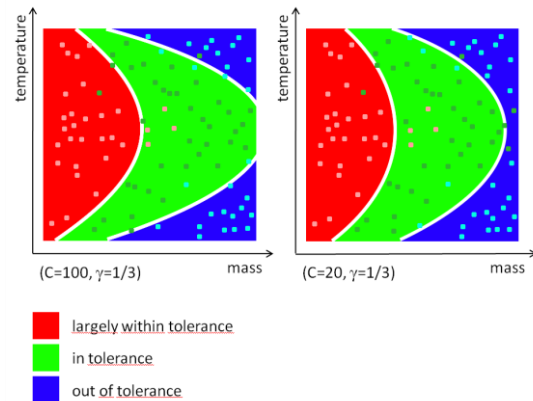 temperature
temperature
(C=100, γ=1/3)
mass
(C=20, γ=1/3)
mass
largely within tolerance
in tolerance
out of tolerance